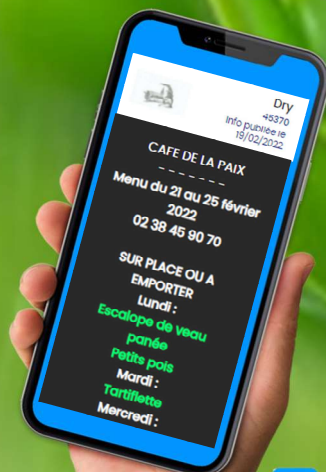 Dry
45370
Info publiée le
19/02/2022
CAFE DE LA PAIX
- - - - - - -
Menu du 21 au 25 février
2022
02 38 45 90 70
SUR PLACE OU A
EMPORTER
Lundi :
Escalope de veau
panée
Petits pois
Mardi :
Tartiflette
Mercredi :